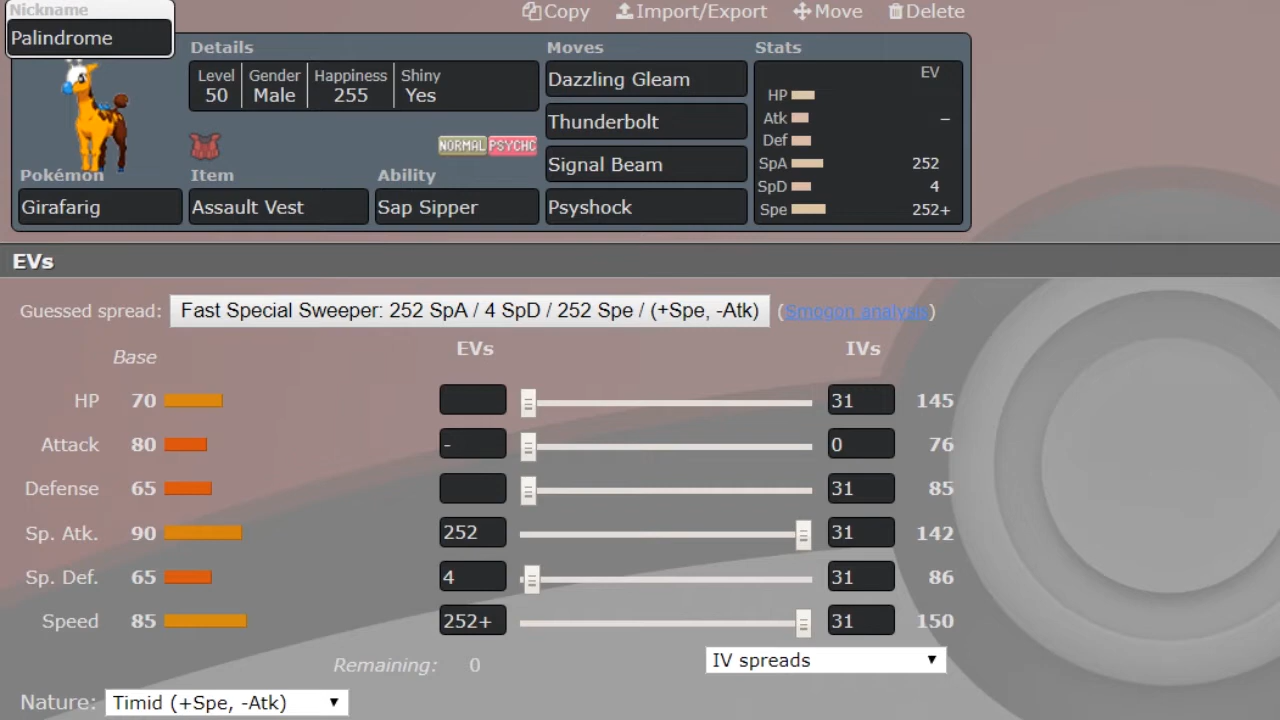 Nickname
Palindrome
Copy Import/Export Move Delete
Details
Level Gender Happiness Shiny
50 Male 255 Yes
NORMAL PSYCHC
Pokémon
Girafarig
Item
Assault Vest
Ability
Sap Sipper
Moves
Dazzling Gleam
Thunderbolt
Signal Beam
Psyshock
Stats
EV
HP
Atk –
Def
SpA 252
SpD 4
Spe 252+
EVs
Guessed spread: Fast Special Sweeper: 252 SpA / 4 SpD / 252 Spe / (+Spe, -Atk) (Smogon analysis)
Base EVs IVs
HP 70 31 145
Attack 80 - 0 76
Defense 65 31 85
Sp. Atk. 90 252 31 142
Sp. Def. 65 4 31 86
Speed 85 252+ 31 150
Remaining: 0 IV spreads
Nature: Timid (+Spe, -Atk)